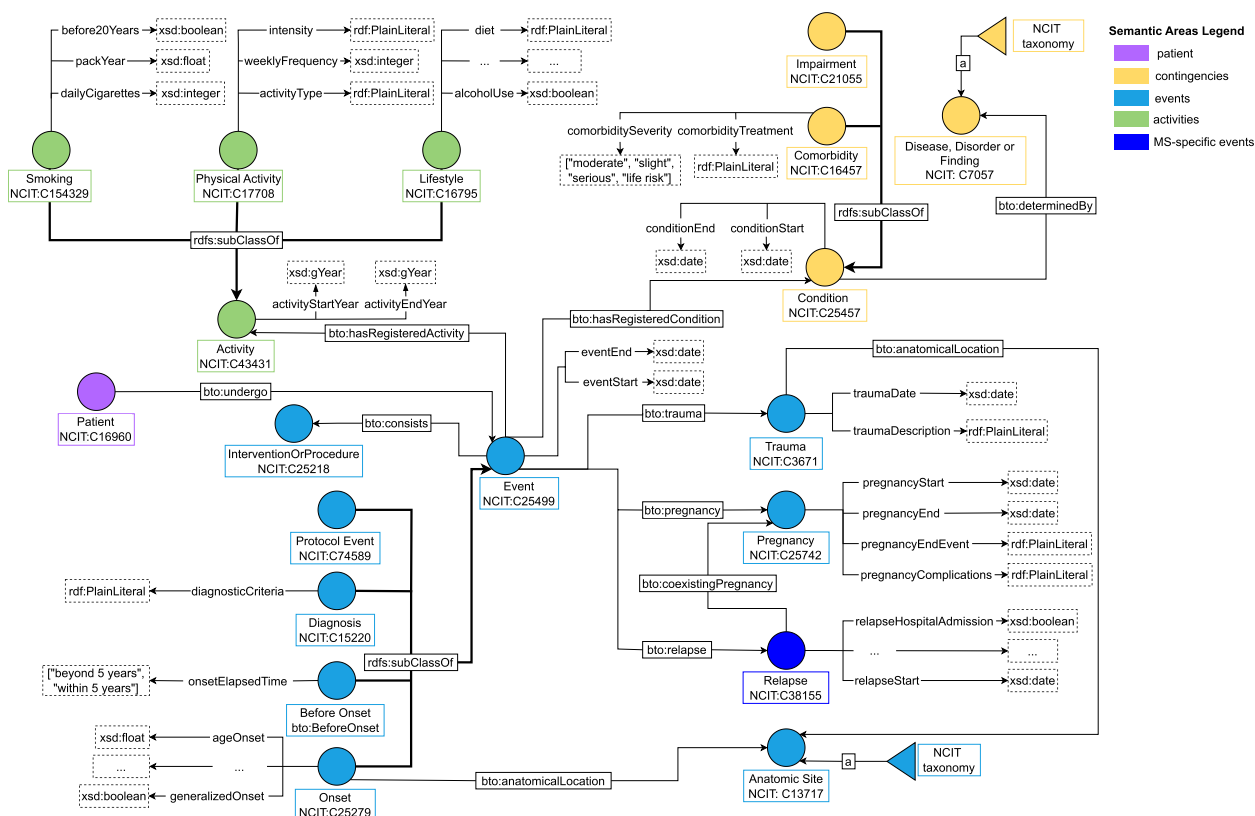 Semantic Areas Legend
patient
contingencies
events
activities
MS-specific events
before20Years
xsd:boolean
packYear
xsd:float
dailyCigarettes
xsd:integer
intensity
rdf:PlainLiteral
weeklyFrequency
xsd:integer
activityType
rdf:PlainLiteral
diet
rdf:PlainLiteral
...
...
alcoholUse
xsd:boolean
Smoking
NCIT:C154329
Physical Activity
NCIT:C17708
Lifestyle
NCIT:C16795
rdfs:subClassOf
xsd:gYear
xsd:gYear
activityStartYear
activityEndYear
Activity
NCIT:C43431
bto:hasRegisteredActivity
Impairment
NCIT:C21055
comorbiditySeverity
comorbidityTreatment
["moderate", "slight",
"serious", "life risk"]
rdf:PlainLiteral
Comorbidity
NCIT:C16457
NCIT
taxonomy
a
Disease, Disorder or
Finding
NCIT: C7057
rdfs:subClassOf
bto:determinedBy
conditionEnd
conditionStart
xsd:date
xsd:date
Condition
NCIT:C25457
bto:hasRegisteredCondition
Patient
NCIT:C16960
bto:undergo
bto:consists
InterventionOrProcedure
NCIT:C25218
eventEnd
xsd:date
eventStart
xsd:date
Event
NCIT:C25499
bto:anatomicalLocation
bto:trauma
Trauma
NCIT:C3671
traumaDate
xsd:date
traumaDescription
rdf:PlainLiteral
bto:pregnancy
Pregnancy
NCIT:C25742
pregnancyStart
xsd:date
pregnancyEnd
xsd:date
pregnancyEndEvent
rdf:PlainLiteral
pregnancyComplications
rdf:PlainLiteral
bto:coexistingPregnancy
bto:relapse
Relapse
NCIT:C38155
relapseHospitalAdmission
xsd:boolean
...
...
relapseStart
xsd:date
Protocol Event
NCIT:C74589
rdf:PlainLiteral
diagnosticCriteria
Diagnosis
NCIT:C15220
rdfs:subClassOf
["beyond 5 years",
"within 5 years"]
onsetElapsedTime
Before Onset
bto:BeforeOnset
xsd:float
ageOnset
...
...
xsd:boolean
generalizedOnset
Onset
NCIT:C25279
bto:anatomicalLocation
Anatomic Site
NCIT: C13717
a
NCIT
taxonomy